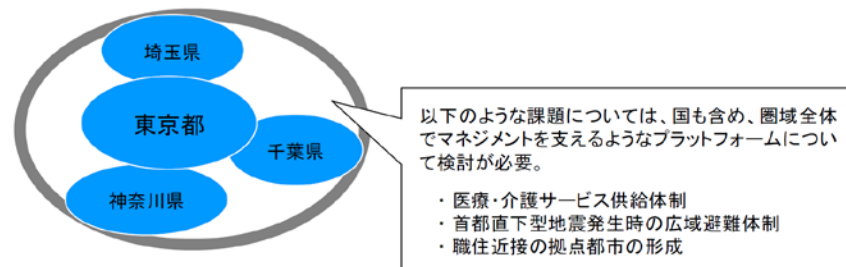 埼玉県
東京都
千葉県
神奈川県
以下のような課題については、国も含め、圏域全体
でマネジメントを支えるようなプラットフォームについ
て検討が必要。
・医療・介護サービス供給体制
・首都直下型地震発生時の広域避難体制
・職住近接の拠点都市の形成